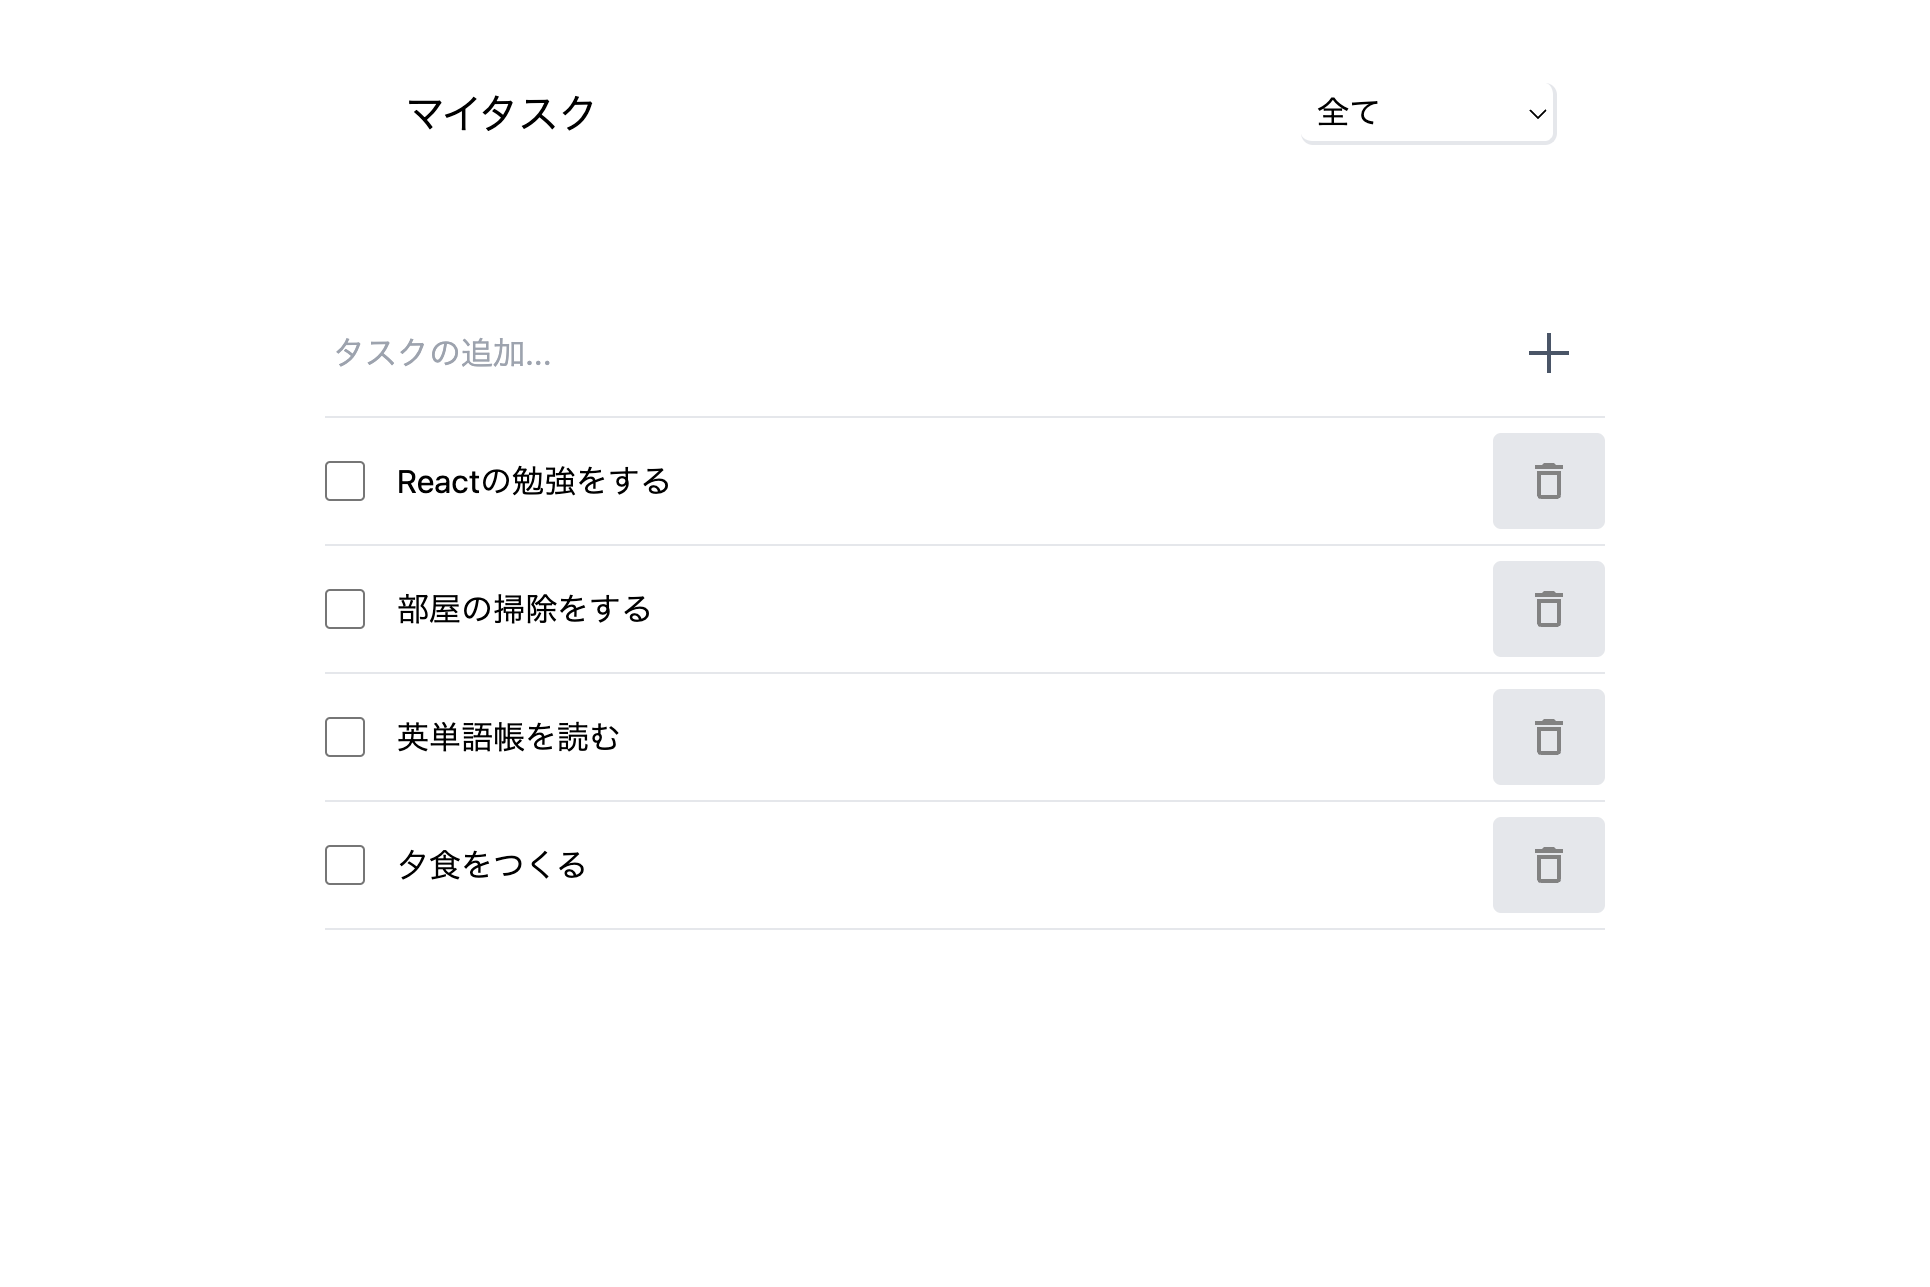 マイタスク
全て
タスクの追加...
Reactの勉強をする
部屋の掃除をする
英単語帳を読む
夕食をつくる